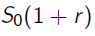 S₀(1 + r)